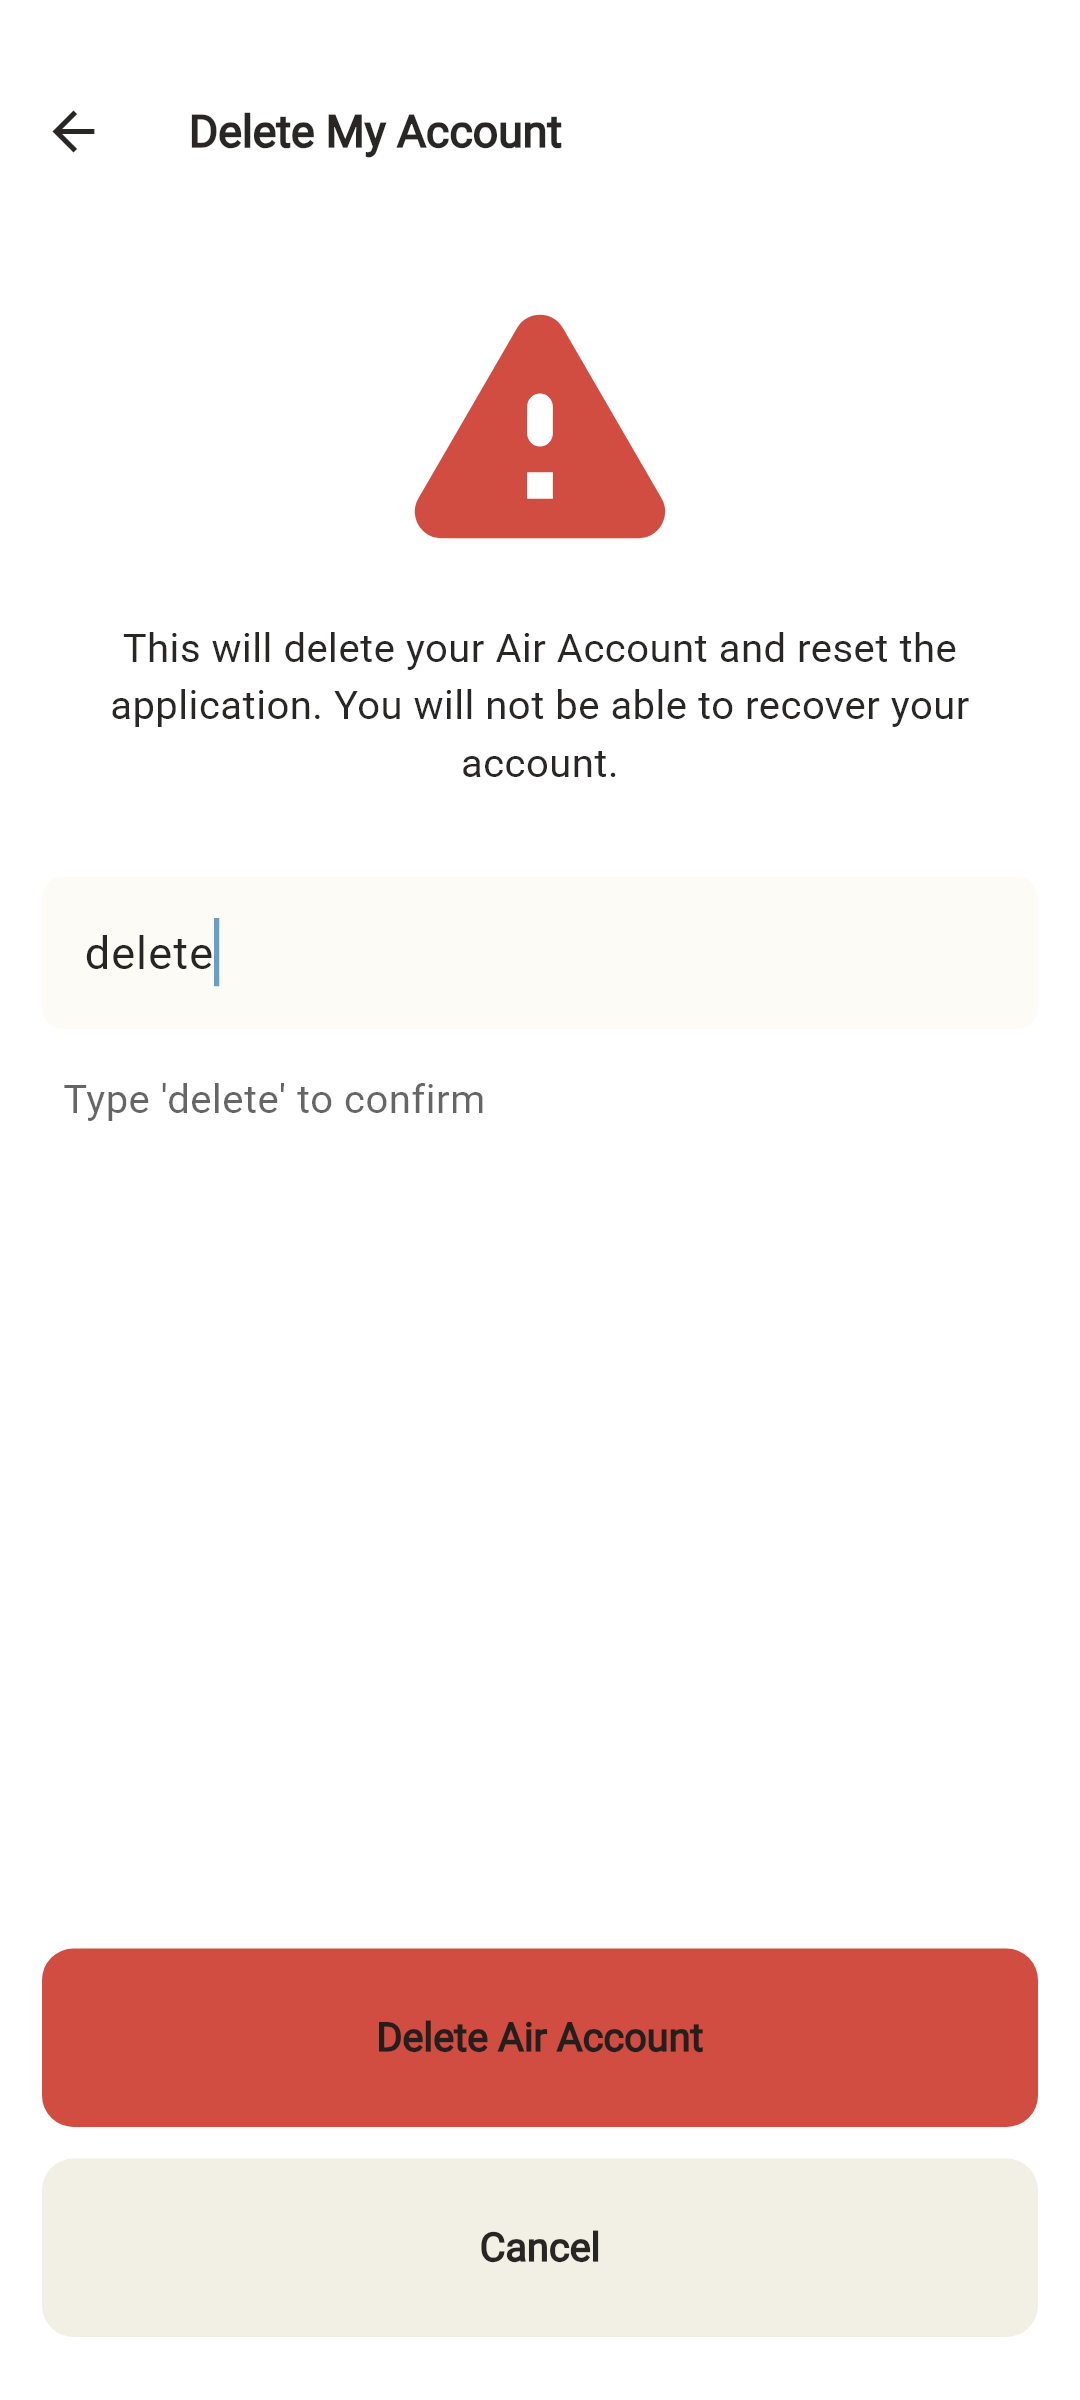 Delete My Account
This will delete your Air Account and reset the
application. You will not be able to recover your
account.
delete
Type 'delete' to confirm
Delete Air Account
Cancel